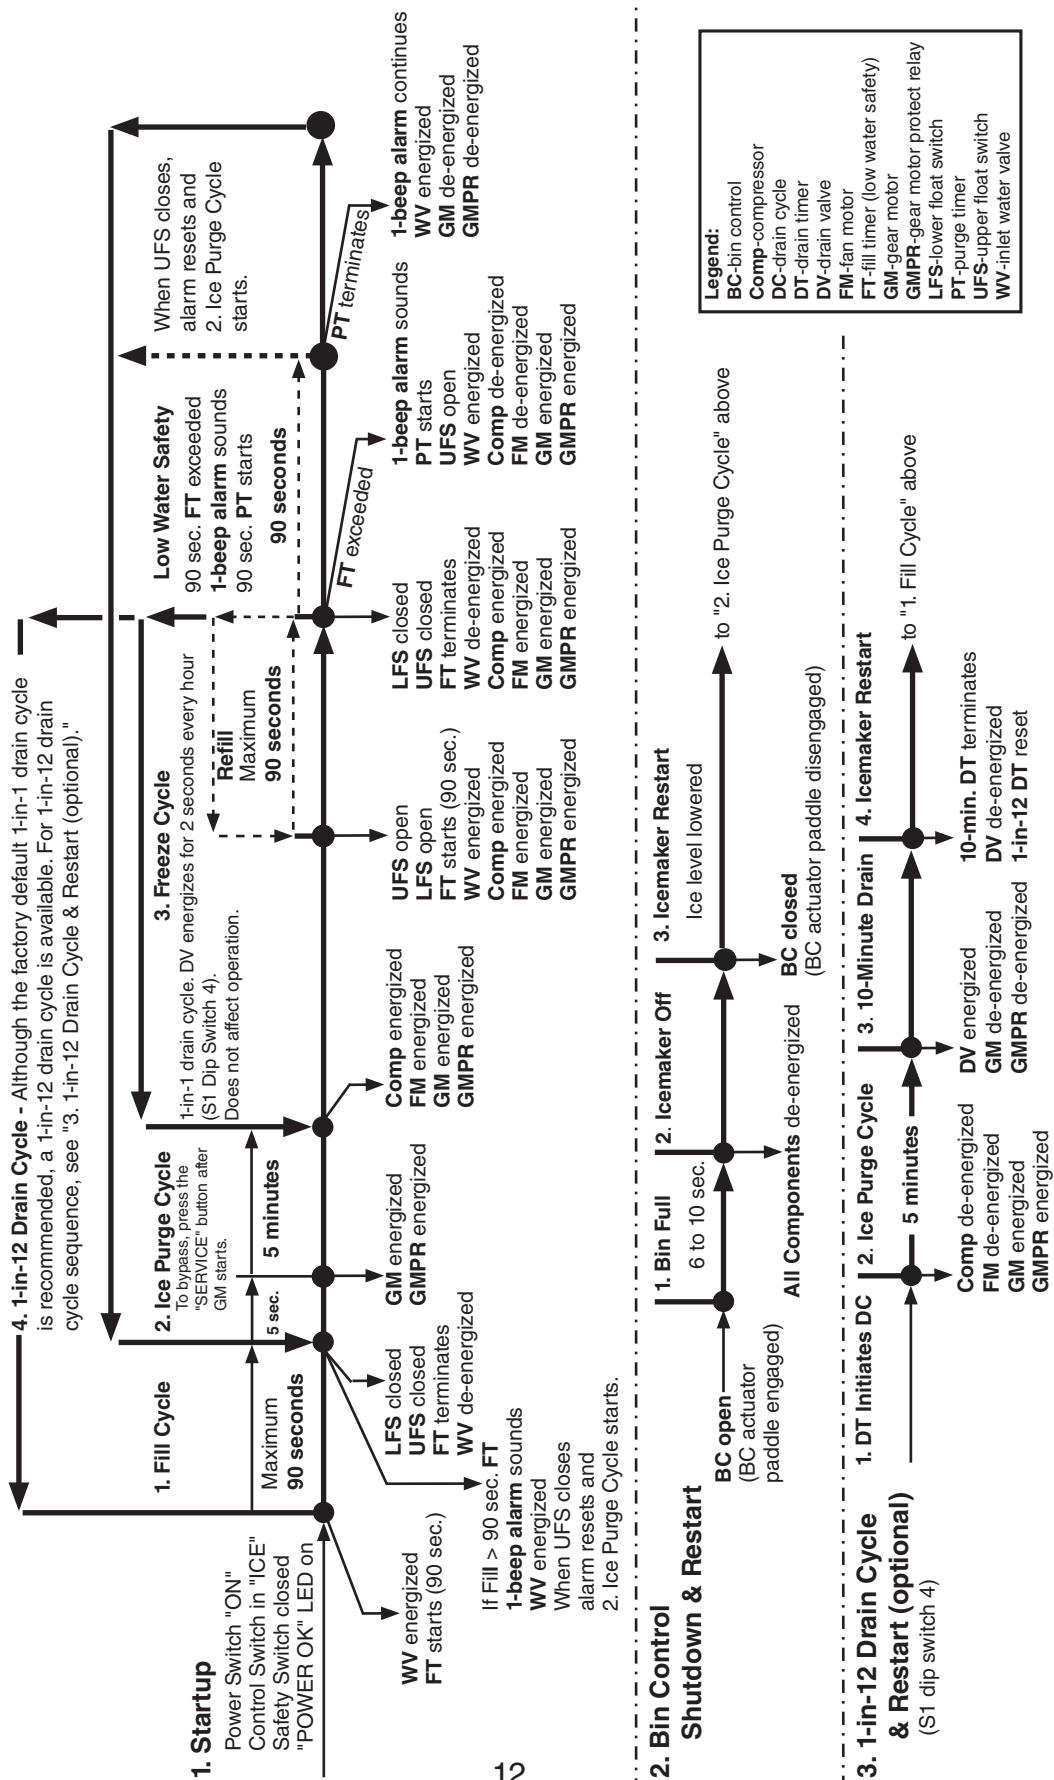 1. Startup
Power Switch "ON"
Control Switch in "ICE"
Safety Switch closed
"POWER OK" LED on
4. 1-in-12 Drain Cycle - Although the factory default 1-in-1 drain cycle
is recommended, a 1-in-12 drain cycle is available. For 1-in-12 drain
cycle sequence, see "3. 1-in-12 Drain Cycle & Restart (optional)."
1. Fill Cycle
Maximum
90 seconds
2. Ice Purge Cycle
To bypass, press the
"SERVICE" button after
GM starts.
5 sec.
5 minutes
3. Freeze Cycle
1-in-1 drain cycle. DV energizes for 2 seconds every hour
(S1 Dip Switch 4).
Does not affect operation.
Refill
Maximum
90 seconds
Low Water Safety
90 sec. FT exceeded
1-beep alarm sounds
90 sec. PT starts
90 seconds
When UFS closes,
alarm resets and
2. Ice Purge Cycle
starts.
WV energized
FT starts (90 sec.)
If Fill > 90 sec. FT
1-beep alarm sounds
WV energized
When UFS closes
alarm resets and
2. Ice Purge Cycle starts.
LFS closed
UFS closed
FT terminates
WV de-energized
GM energized
GMPR energized
Comp energized
FM energized
GM energized
GMPR energized
UFS open
LFS open
FT starts (90 sec.)
WV energized
Comp energized
FM energized
GM energized
GMPR energized
LFS closed
UFS closed
FT terminates
WV de-energized
Comp energized
FM energized
GM energized
GMPR energized
FT exceeded
1-beep alarm sounds
PT starts
UFS open
WV energized
Comp de-energized
FM de-energized
GM energized
GMPR energized
PT terminates
1-beep alarm continues
WV energized
GM de-energized
GMPR de-energized
12
2. Bin Control
Shutdown & Restart
BC open
(BC actuator
paddle engaged)
1. Bin Full
6 to 10 sec.
2. Icemaker Off
All Components de-energized
3. Icemaker Restart
Ice level lowered
BC closed
(BC actuator paddle disengaged)
to "2. Ice Purge Cycle" above
3. 1-in-12 Drain Cycle
& Restart (optional)
(S1 dip switch 4)
1. DT Initiates DC
2. Ice Purge Cycle
5 minutes
Comp de-energized
FM de-energized
GM energized
GMPR energized
3. 10-Minute Drain
DV energized
GM de-energized
GMPR de-energized
4. Icemaker Restart
10-min. DT terminates
DV de-energized
1-in-12 DT reset
to "1. Fill Cycle" above
Legend:
BC-bin control
Comp-compressor
DC-drain cycle
DT-drain timer
DV-drain valve
FM-fan motor
FT-fill timer (low water safety)
GM-gear motor
GMPR-gear motor protect relay
LFS-lower float switch
PT-purge timer
UFS-upper float switch
WV-inlet water valve